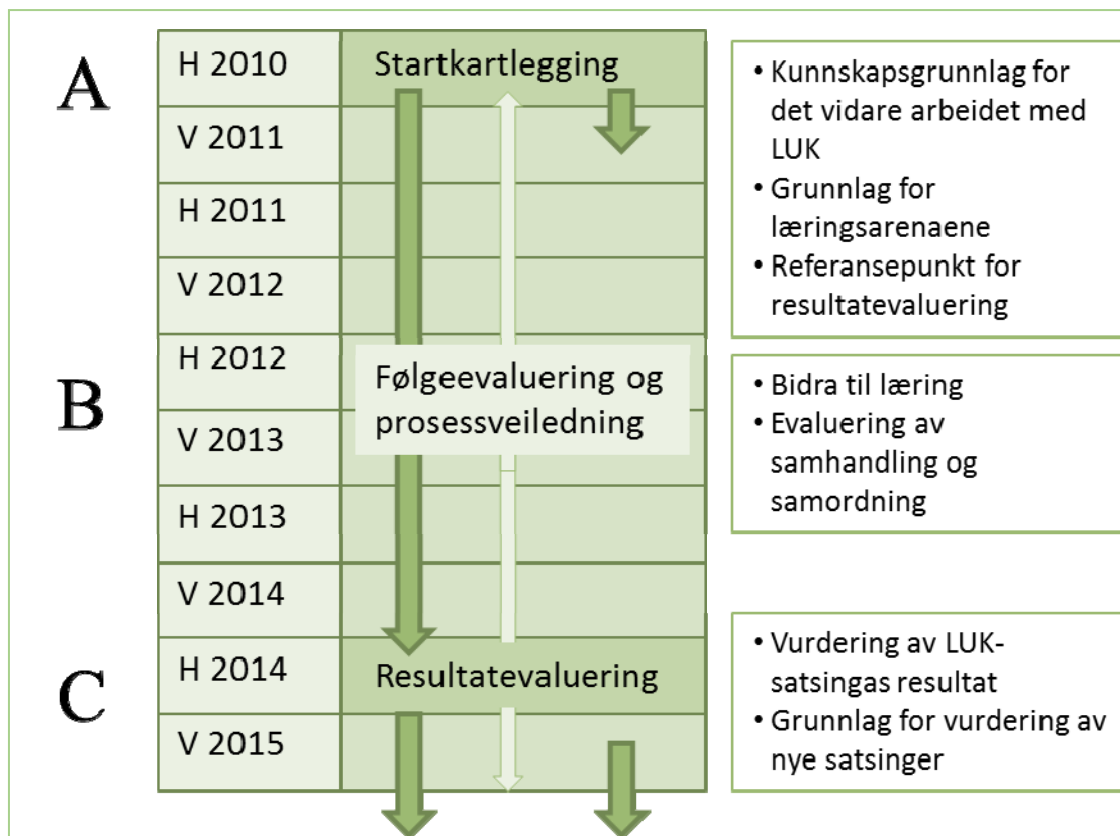 A
H 2010
Startkartlegging
V 2011
H 2011
V 2012
• Kunnskapsgrunnlag for
det vidare arbeidet med
LUK
• Grunnlag for
læringsarenaene
• Referansepunkt for
resultatevaluering
B
H 2012
V 2013
H 2013
V 2014
Følgeevaluering og
prosessveiledning
• Bidra til læring
• Evaluering av
samhandling og
samordning
C
H 2014
Resultatevaluering
V 2015
• Vurdering av LUK-
satsingas resultat
• Grunnlag for vurdering av
nye satsinger